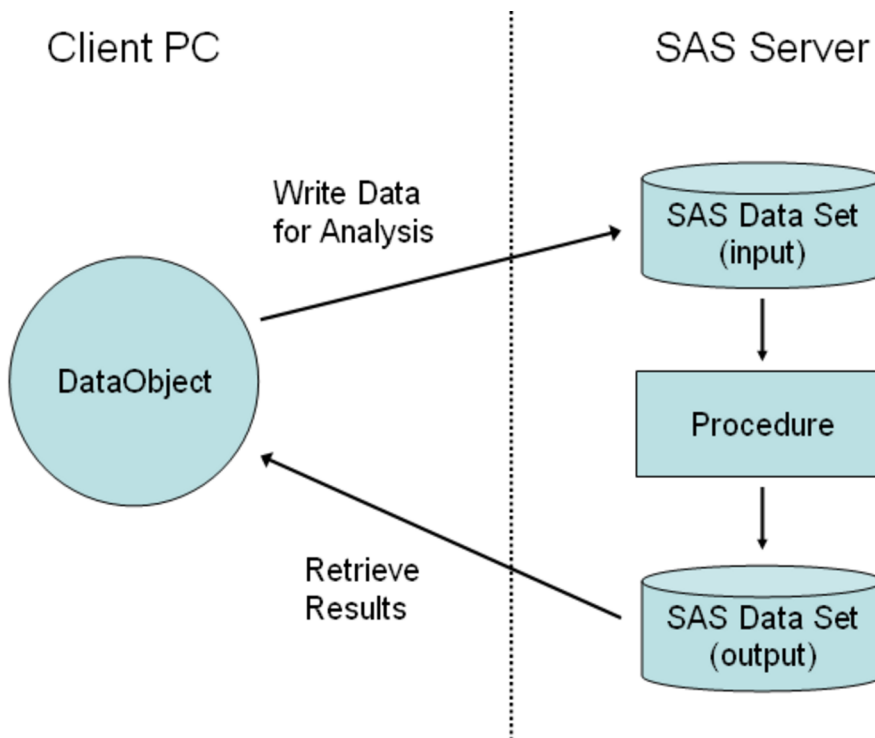 Client PC
SAS Server
Write Data
for Analysis
SAS Data Set
(input)
DataObject
Procedure
Retrieve
Results
SAS Data Set
(output)